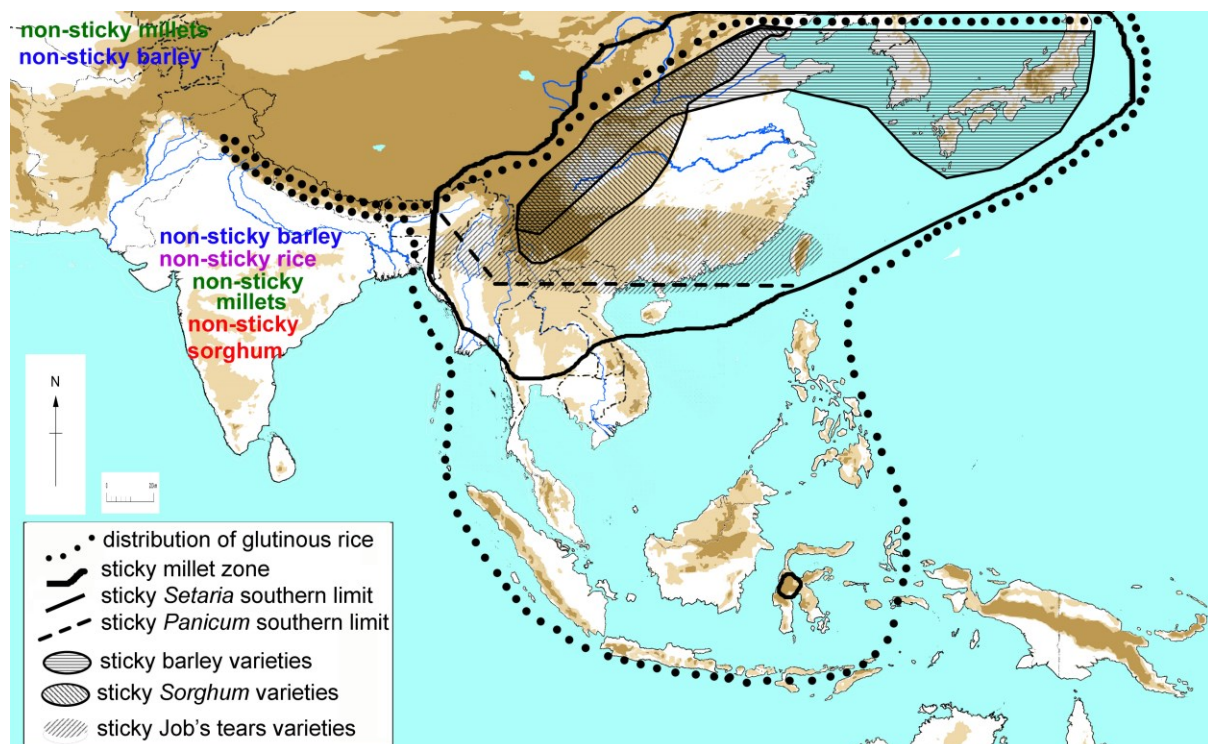 non-sticky millets
non-sticky barley
non-sticky barley
non-sticky rice
non-sticky
millets
non-sticky
sorghum
N
0
distribution of glutinous rice
sticky millet zone
sticky Setaria southern limit
sticky Panicum southern limit
sticky barley varieties
sticky Sorghum varieties
sticky Job's tears varieties